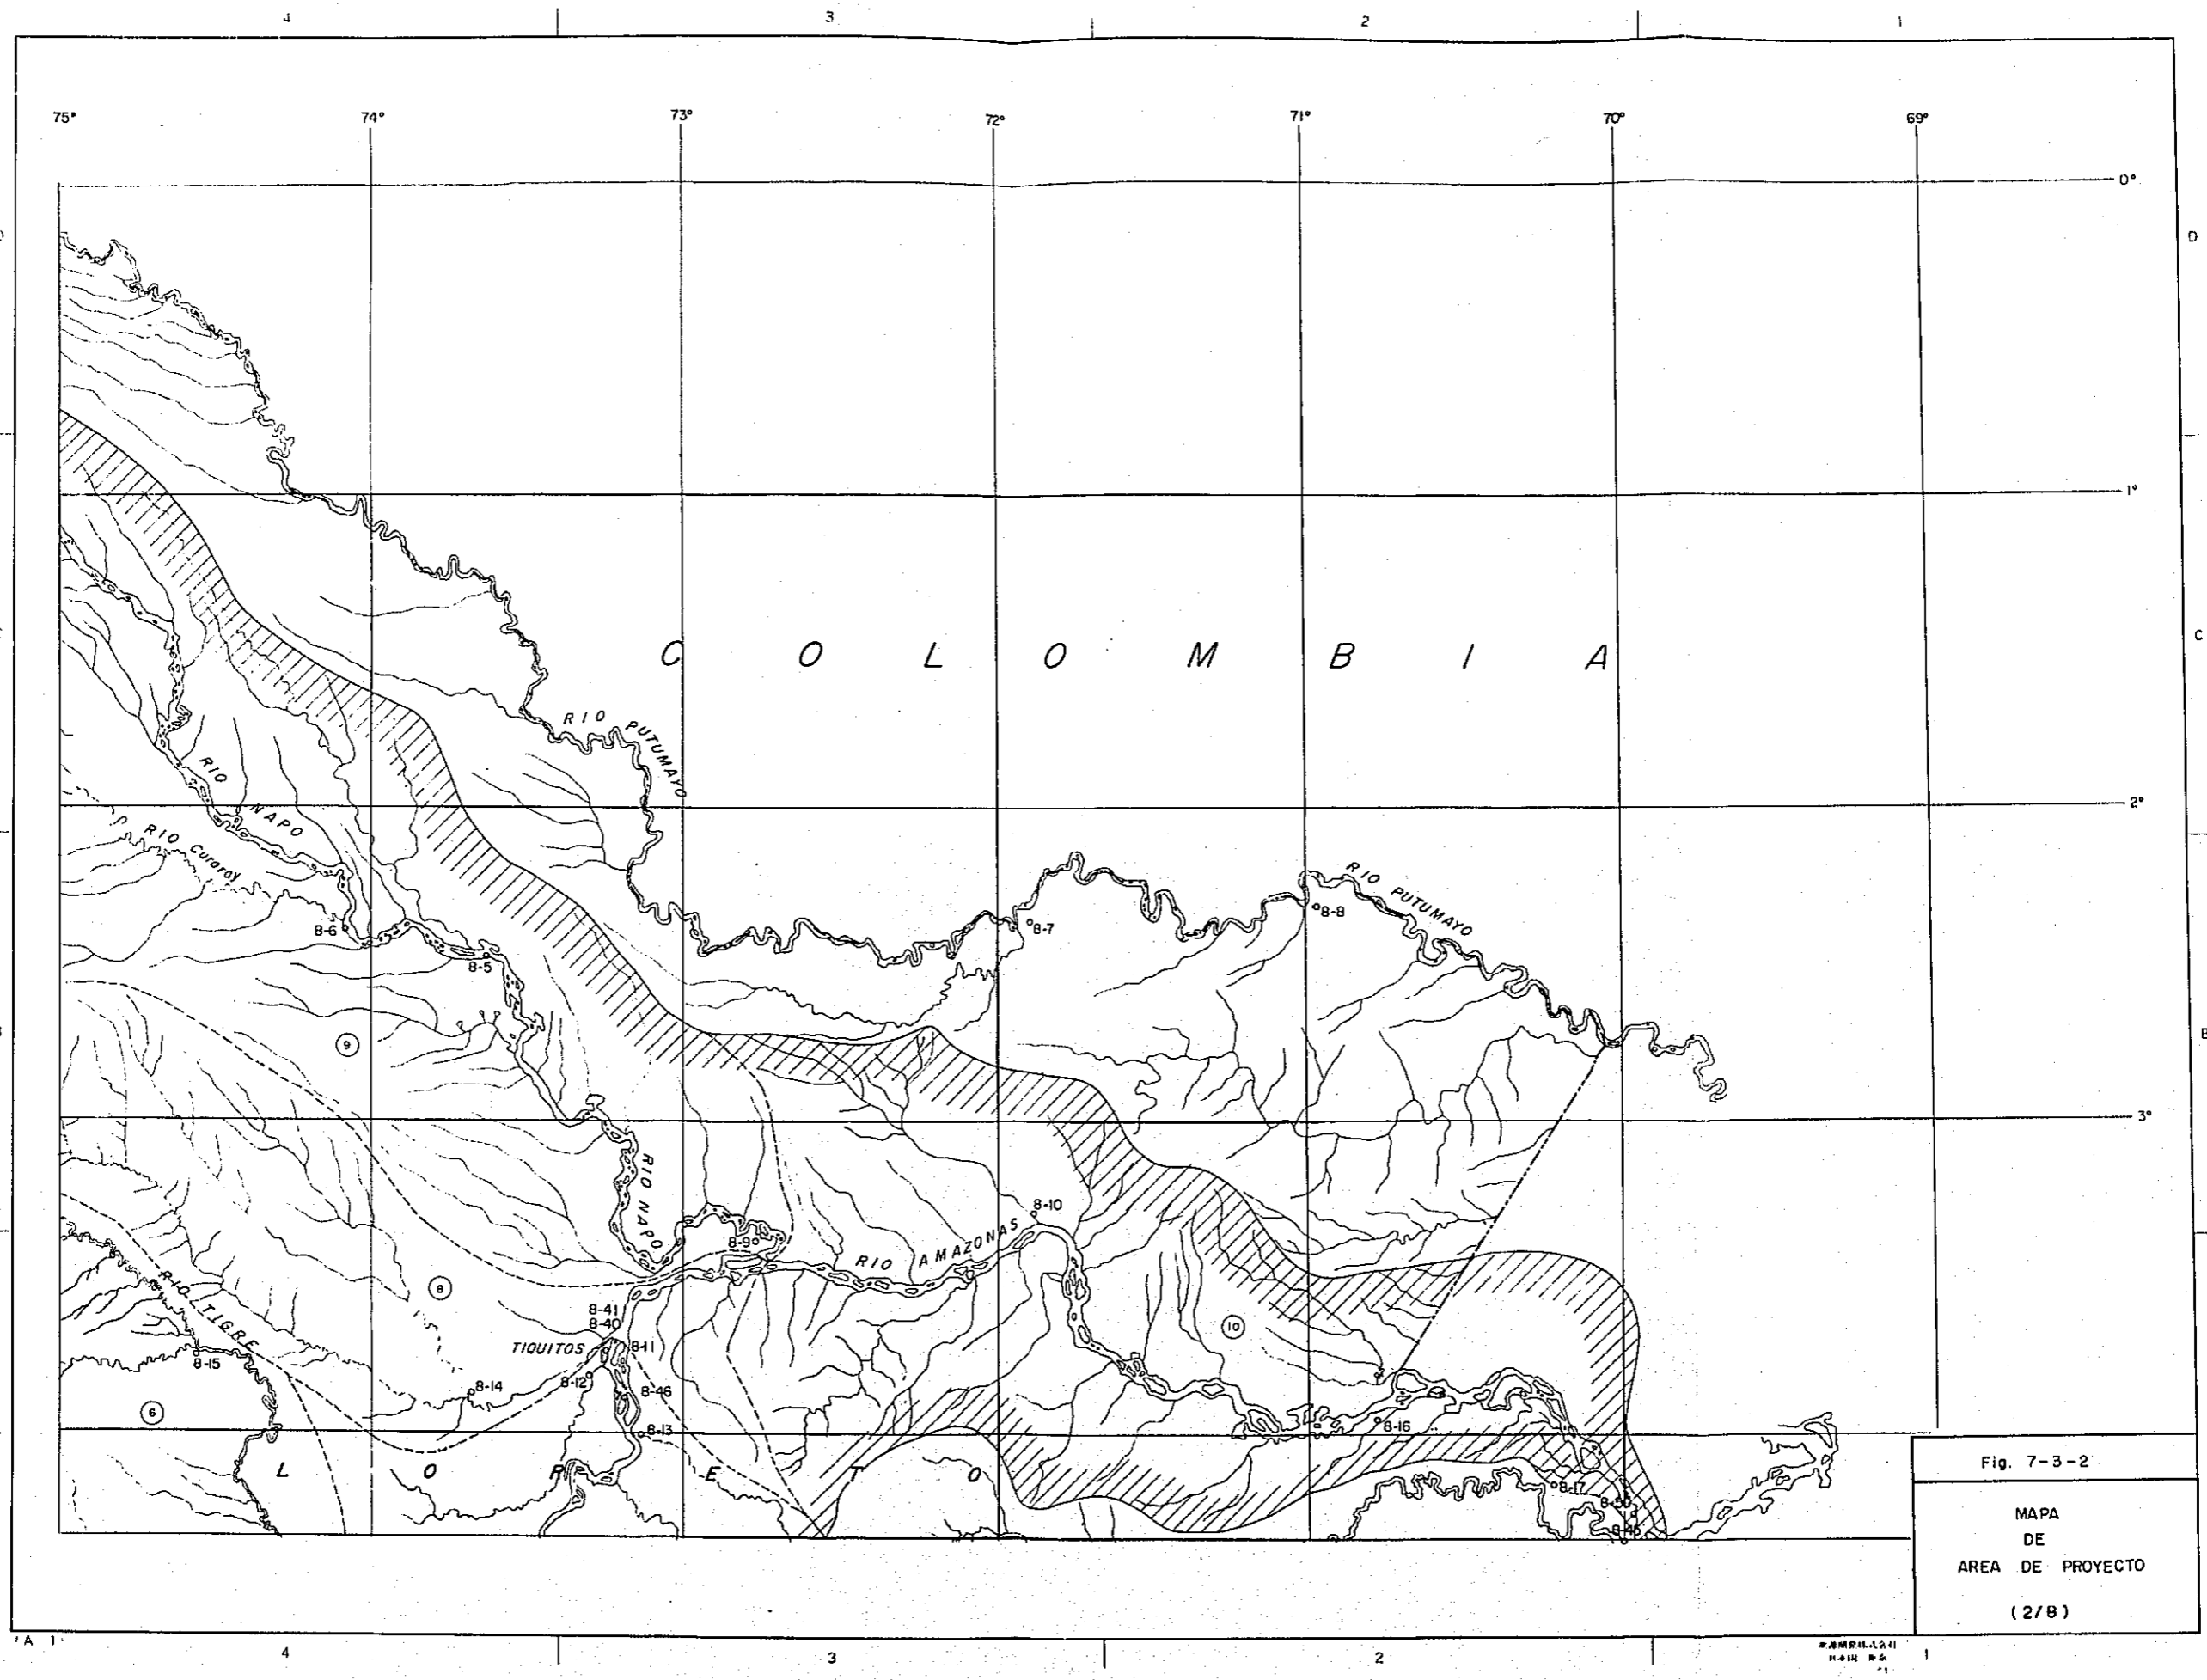 4 3 2 1
75° 74° 73° 72° 71° 70° 69°
0°
D
1°
C O L O M B I A
C
RIO PUTUMAYO
RIO NAPO
2°
RIO Curaray
RIO PUTUMAYO
8-6
8-7
8-8
8-5
9
B
3°
RIO NAPO
8-10
8-9
RIO AMAZONAS
8
RIO TIGRE
8-41
8-40
TIQUITOS
8-11
10
8-15
8-14
8-12
8-46
8-16
6
8-13
L O R E T O
8-17
Fig. 7-3-2
MAPA
DE
AREA DE PROYECTO
(2/8)
A 1
4 3 2 1